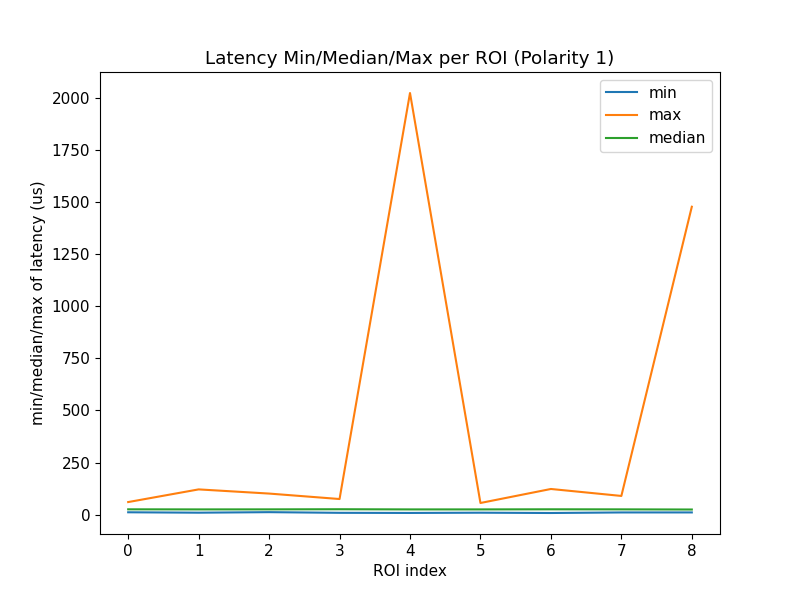 Latency Min/Median/Max per ROI (Polarity 1)
min
max
median
min/median/max of latency (us)
2000
1750
1500
1250
1000
750
500
250
0
0 1 2 3 4 5 6 7 8
ROI index